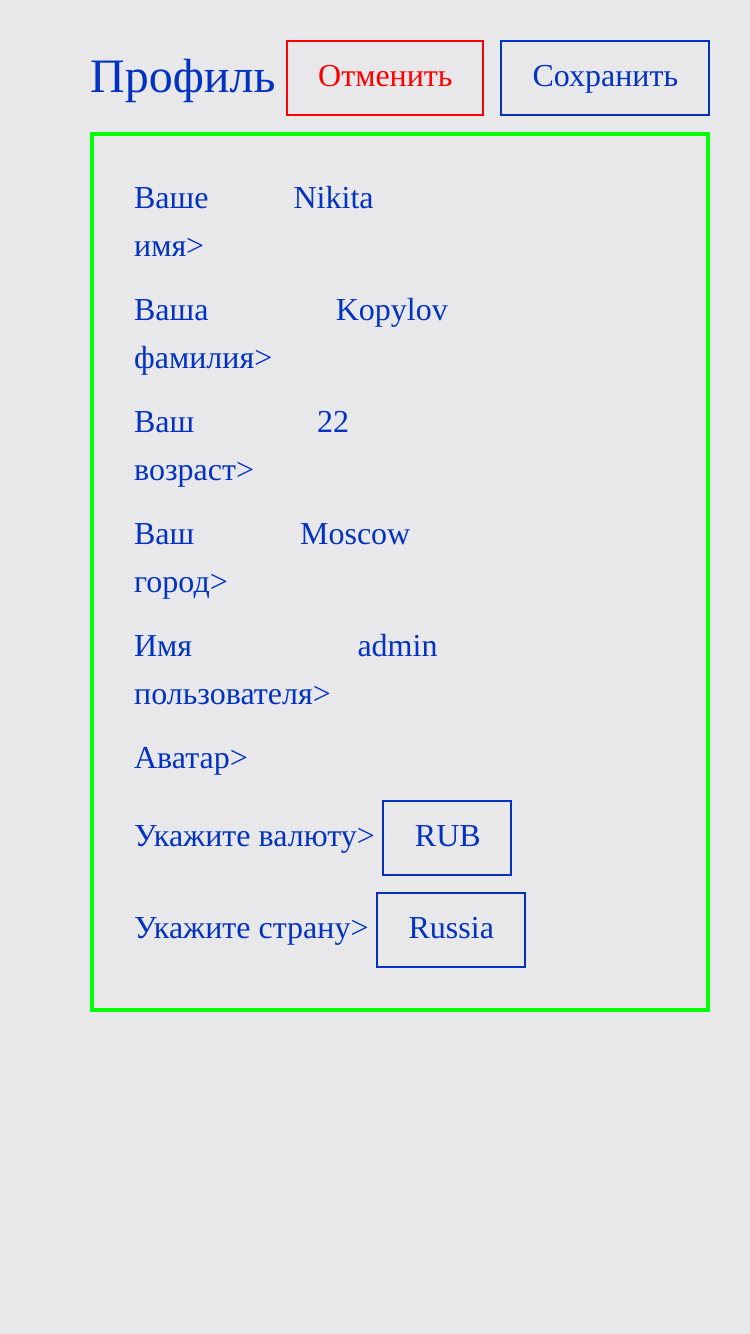 Профиль Отменить Сохранить
Ваше Nikita
имя>
Ваша Kopylov
фамилия>
Ваш 22
возраст>
Ваш Moscow
город>
Имя admin
пользователя>
Аватар>
Укажите валюту> RUB
Укажите страну> Russia